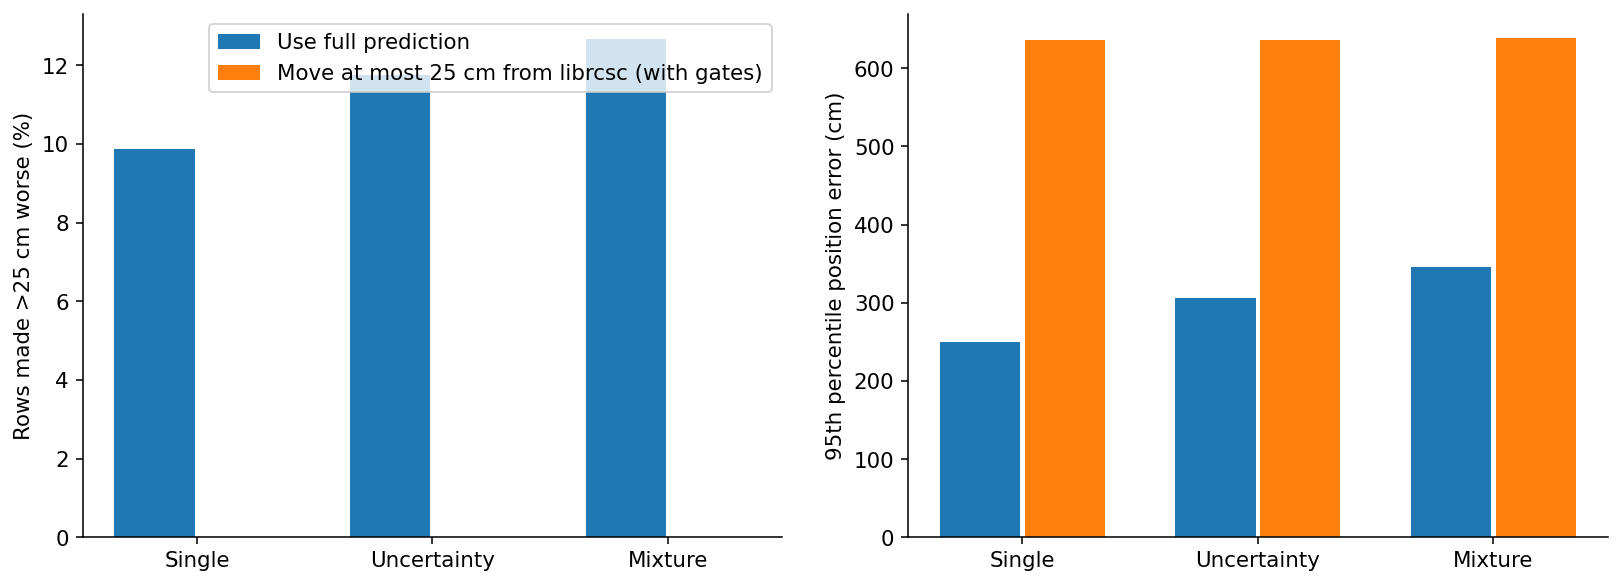 Rows made >25 cm worse (%)
12
10
8
6
4
2
0
Use full prediction
Move at most 25 cm from librcsc (with gates)
Single
Uncertainty
Mixture
95th percentile position error (cm)
600
500
400
300
200
100
0
Single
Uncertainty
Mixture